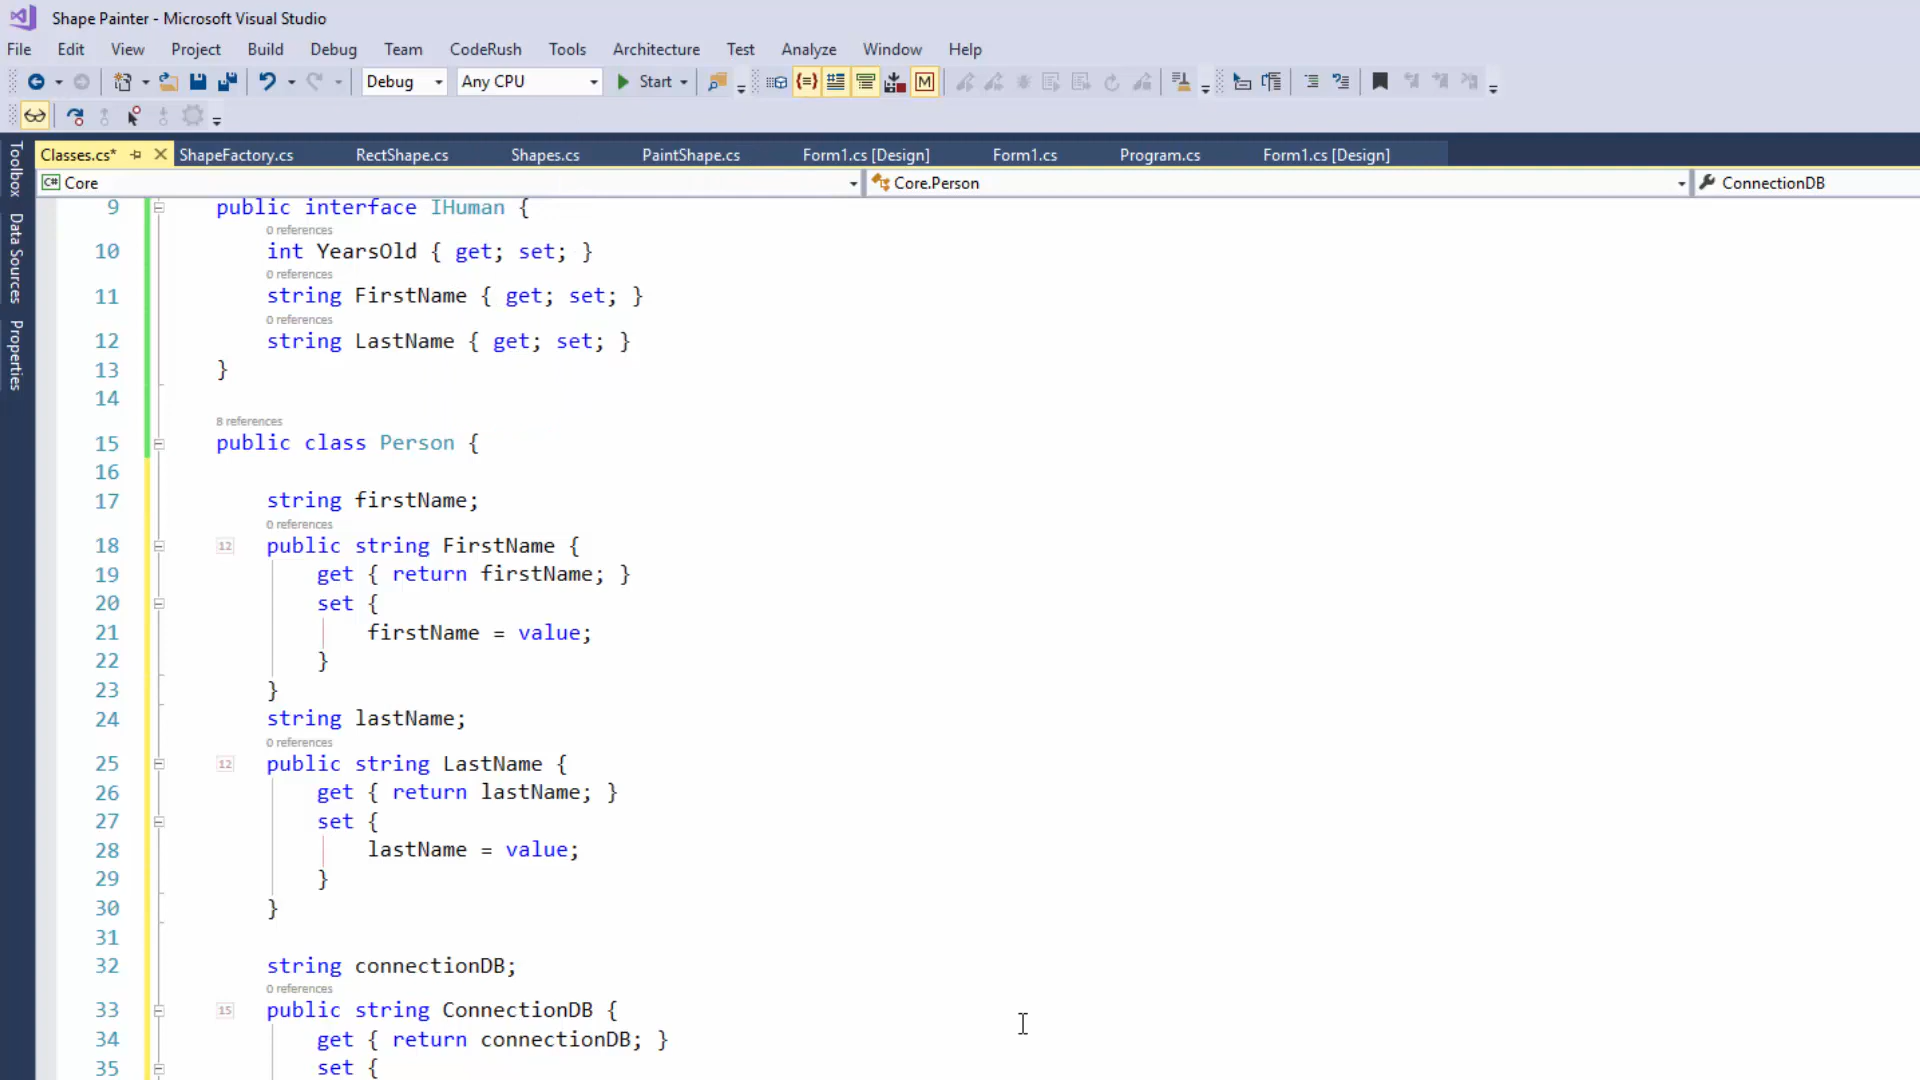 Shape Painter - Microsoft Visual Studio
File Edit View Project Build Debug Team CodeRush Tools Architecture Test Analyze Window Help
Debug Any CPU Start
Toolbox
Data Sources
Properties
Classes.cs* ShapeFactory.cs RectShape.cs Shapes.cs PaintShape.cs Form1.cs [Design] Form1.cs Program.cs Form1.cs [Design]
C# Core Core.Person ConnectionDB
9 public interface IHuman {
0 references
10 int YearsOld { get; set; }
0 references
11 string FirstName { get; set; }
0 references
12 string LastName { get; set; }
13 }
14
8 references
15 public class Person {
16
17 string firstName;
0 references
18 12 public string FirstName {
19 get { return firstName; }
20 set {
21 firstName = value;
22 }
23 }
24 string lastName;
0 references
25 12 public string LastName {
26 get { return lastName; }
27 set {
28 lastName = value;
29 }
30 }
31
32 string connectionDB;
0 references
33 15 public string ConnectionDB {
34 get { return connectionDB; }
35 set {